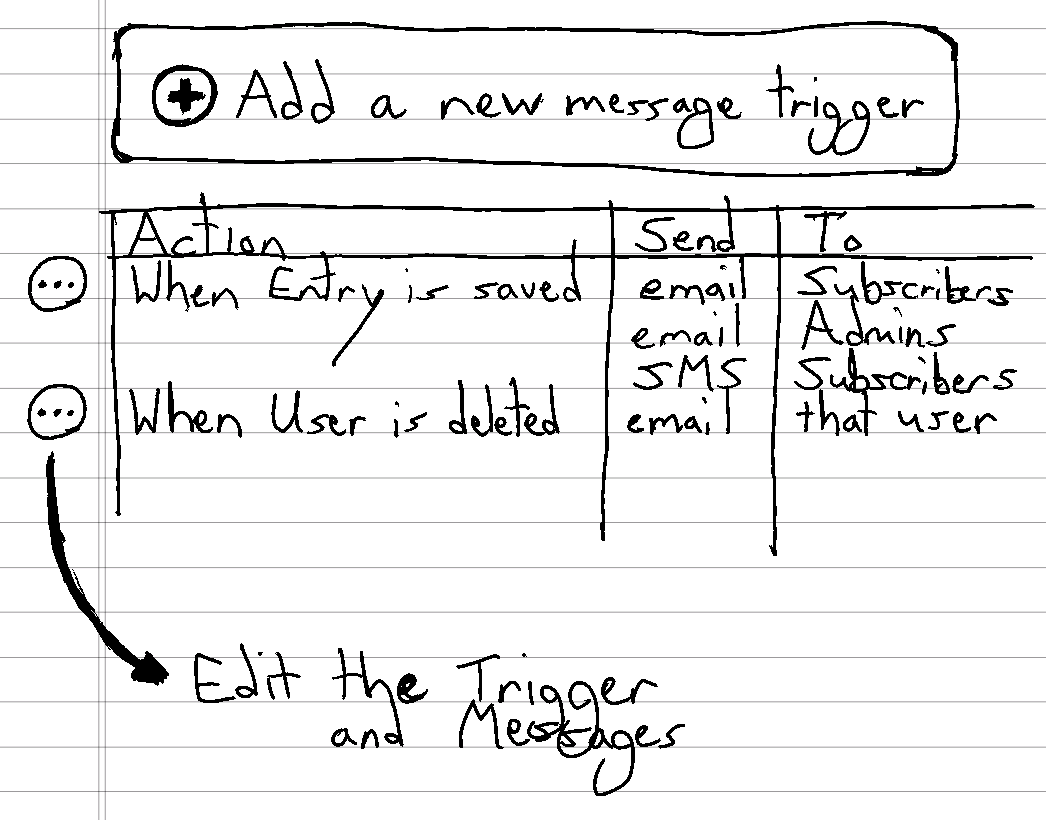 Add a new message trigger
Action Send To
When Entry is saved email Subscribers
email Admins
SMS Subscribers
When User is deleted email that user
Edit the Trigger
and Messages